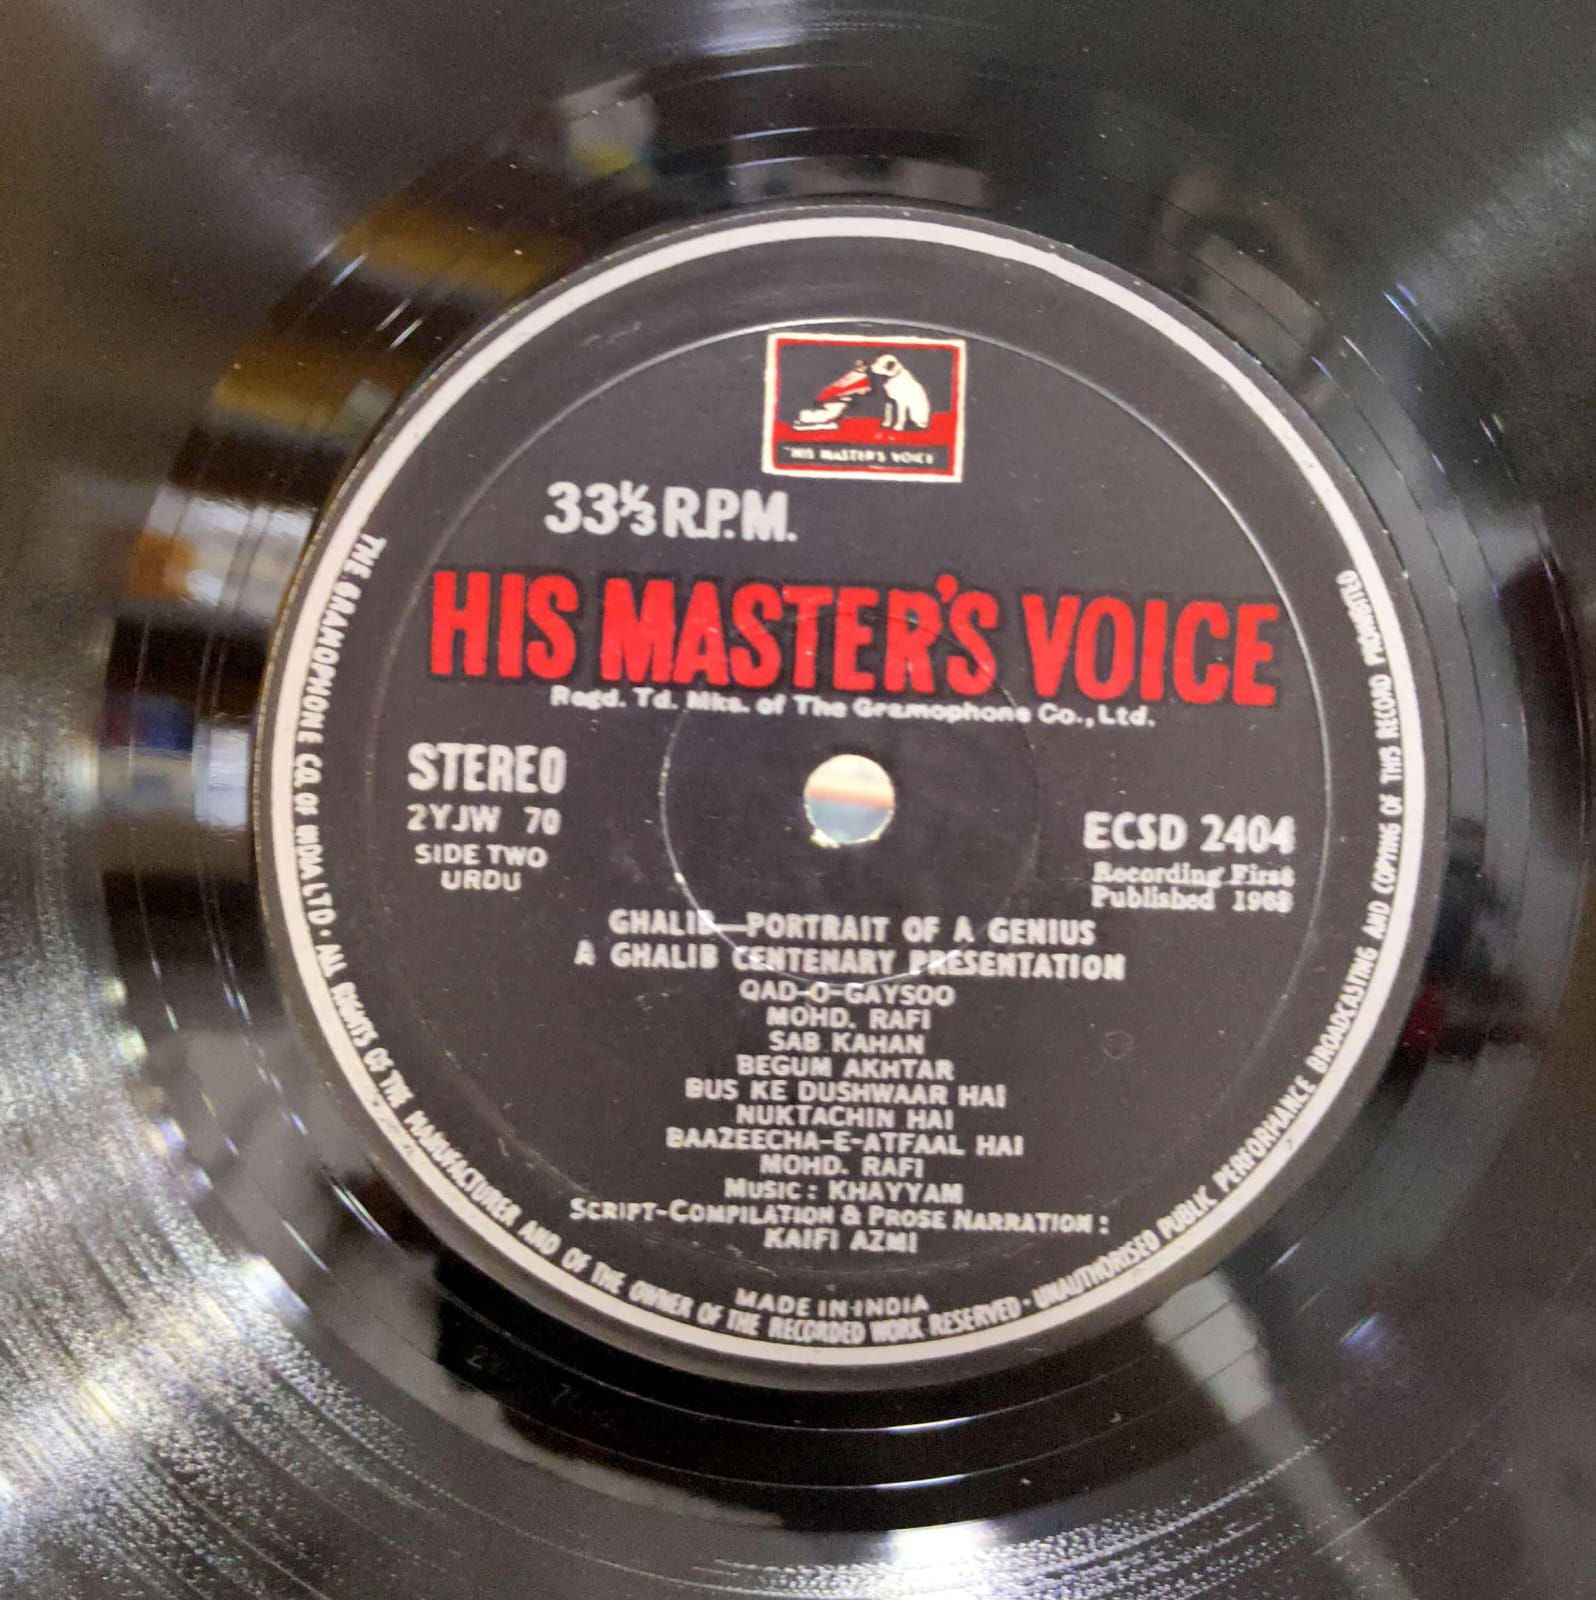 "HIS MASTER'S VOICE"
33⅓ R.P.M.
HIS MASTER'S VOICE
Regd. Td. Mks. of The Gramophone Co., Ltd.
STEREO
2YJW 70
SIDE TWO
URDU
ECSD 2404
Recording First
Published 1968
GHALIB—PORTRAIT OF A GENIUS
A GHALIB CENTENARY PRESENTATION
QAD-O-GAYSOO
MOHD. RAFI
SAB KAHAN
BEGUM AKHTAR
BUS KE DUSHWAAR HAI
NUKTACHIN HAI
BAAZEECHA-E-ATFAAL HAI
MOHD. RAFI
MUSIC: KHAYYAM
SCRIPT-COMPILATION & PROSE NARRATION:
KAIFI AZMI
MADE IN INDIA
THE GRAMOPHONE CO. OF INDIA LTD · ALL RIGHTS OF THE MANUFACTURER AND OF THE OWNER OF THE RECORDED WORK RESERVED · UNAUTHORISED PUBLIC PERFORMANCE BROADCASTING AND COPYING OF THIS RECORD PROHIBITED